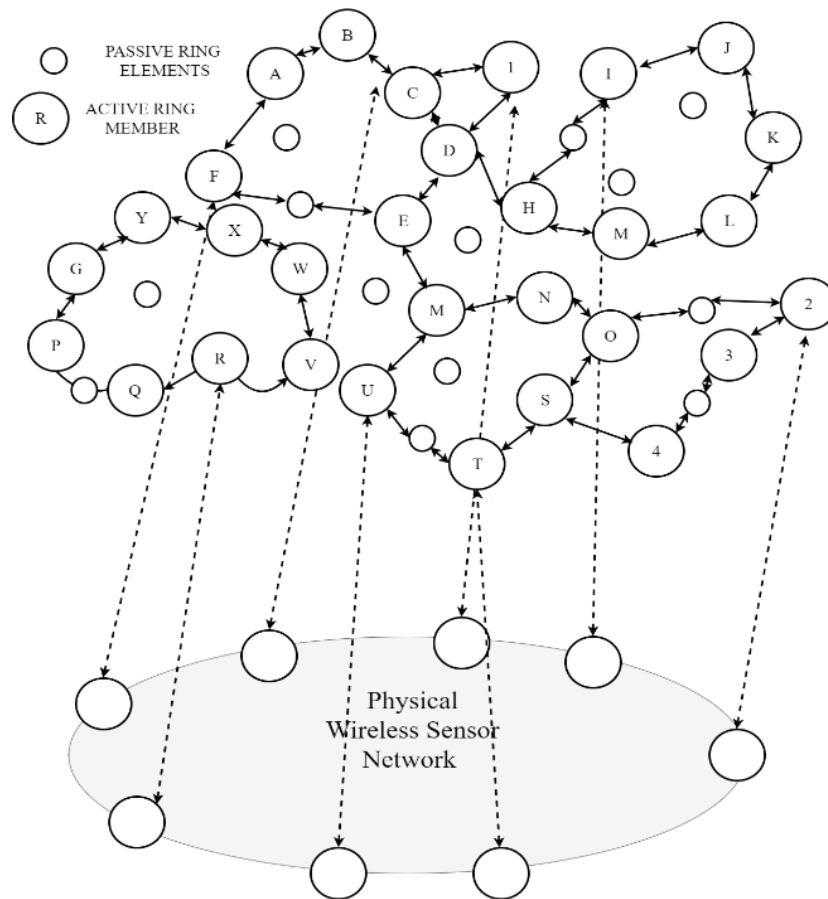 PASSIVE RING
ELEMENTS
R
ACTIVE RING
MEMBER
B
A
C
1
I
J
D
K
F
H
E
L
M
Y
X
G
W
N
M
2
O
P
R
V
3
Q
U
S
4
T
Physical
Wireless Sensor
Network